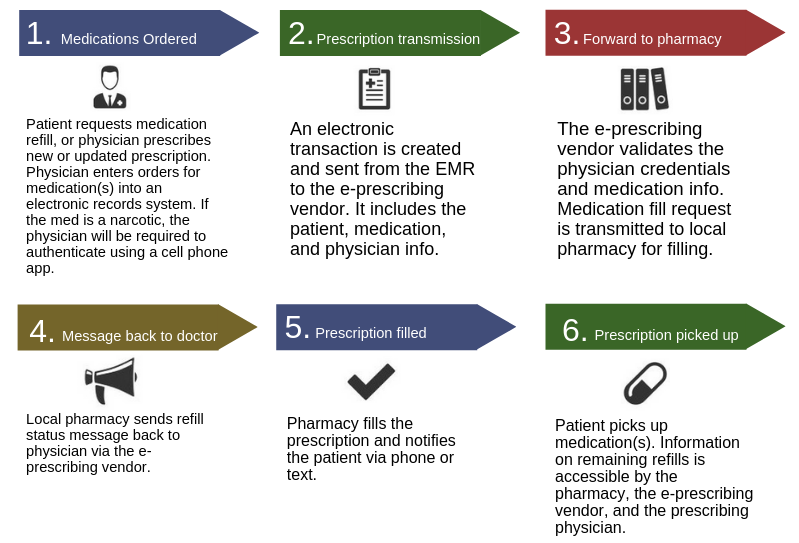 1. Medications Ordered
Patient requests medication
refill, or physician prescribes
new or updated prescription.
Physician enters orders for
medication(s) into an
electronic records system. If
the med is a narcotic, the
physician will be required to
authenticate using a cell phone
app.
2. Prescription transmission
An electronic
transaction is created
and sent from the EMR
to the e-prescribing
vendor. It includes the
patient, medication,
and physician info.
3. Forward to pharmacy
The e-prescribing
vendor validates the
physician credentials
and medication info.
Medication fill request
is transmitted to local
pharmacy for filling.
4. Message back to doctor
Local pharmacy sends refill
status message back to
physician via the e-
prescribing vendor.
5. Prescription filled
Pharmacy fills the
prescription and notifies
the patient via phone or
text.
6. Prescription picked up
Patient picks up
medication(s). Information
on remaining refills is
accessible by the
pharmacy, the e-prescribing
vendor, and the prescribing
physician.